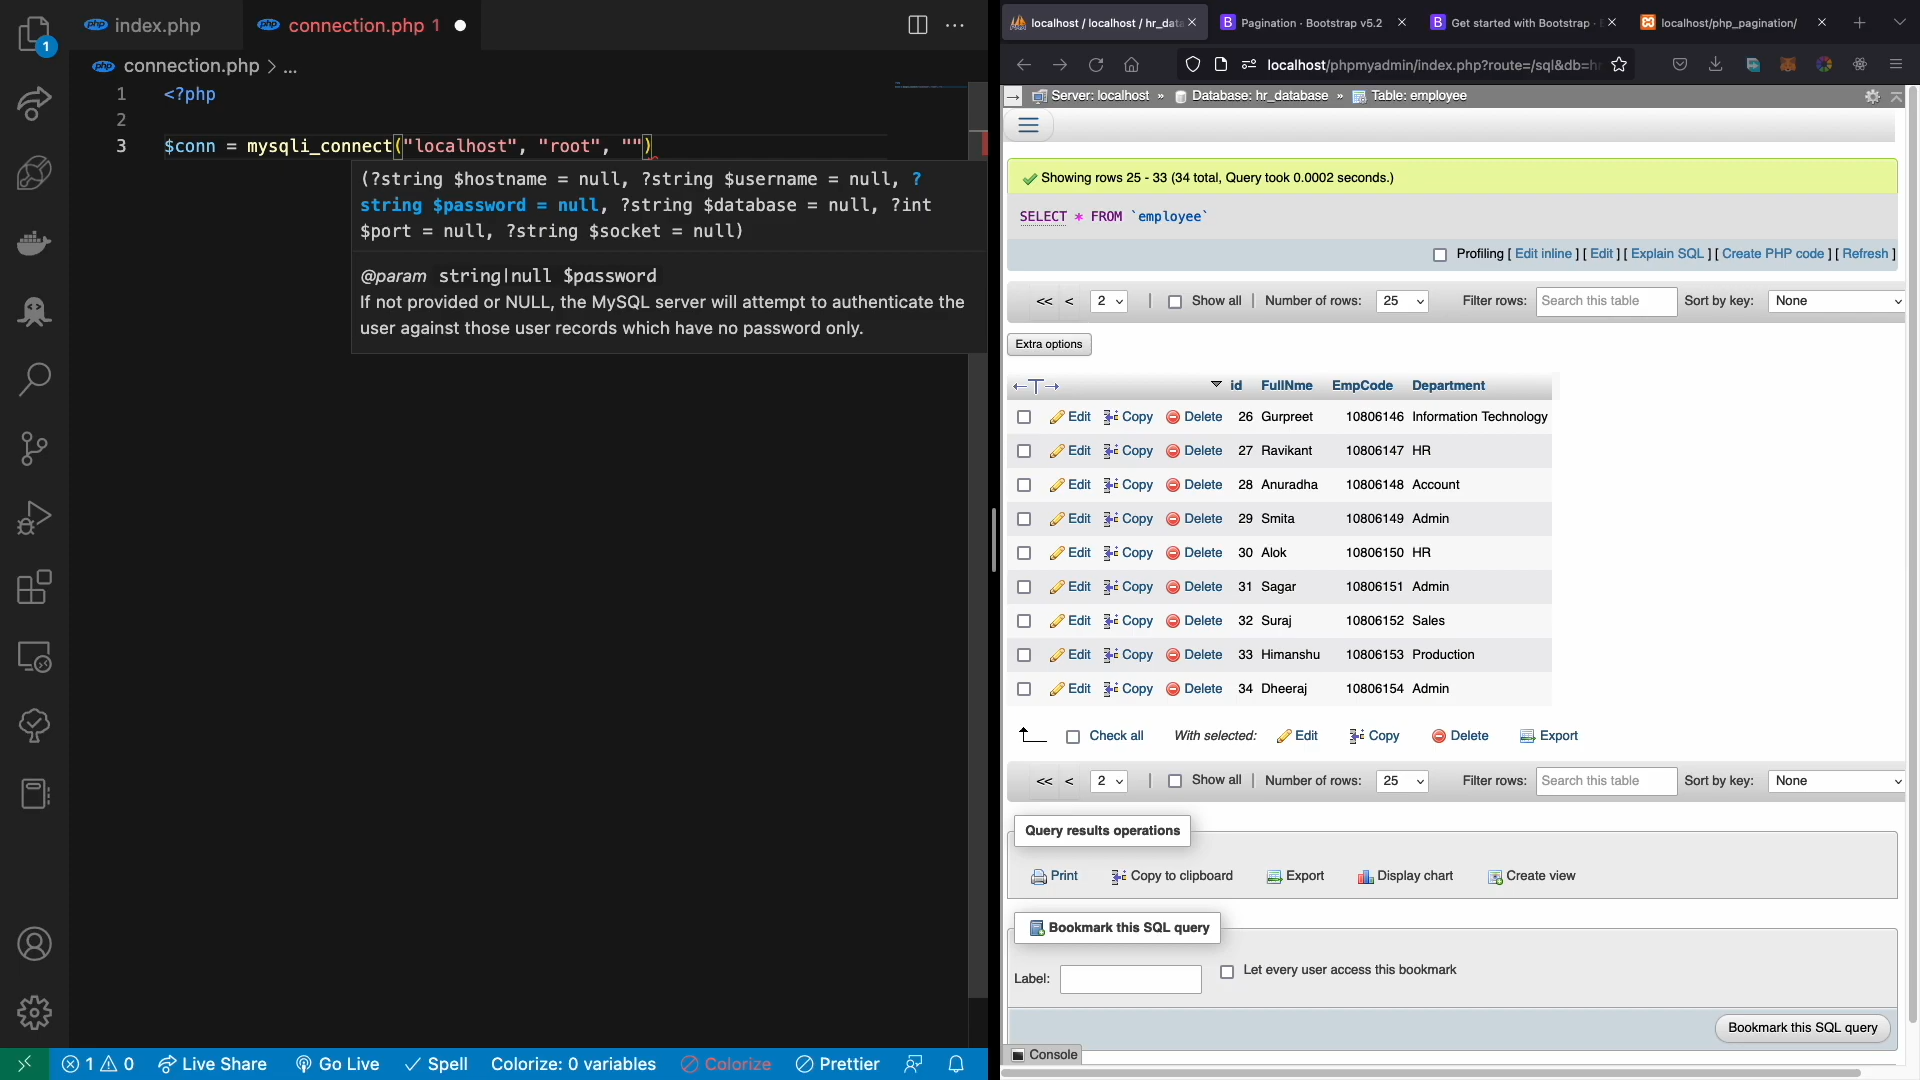 index.php
connection.php 1
connection.php > ...
1 <?php
2
3 $conn = mysqli_connect("localhost", "root", "")
(?string $hostname = null, ?string $username = null, ?
string $password = null, ?string $database = null, ?int
$port = null, ?string $socket = null)
@param string|null $password
If not provided or NULL, the MySQL server will attempt to authenticate the
user against those user records which have no password only.
1
1 0 Live Share Go Live Spell Colorize: 0 variables Colorize Prettier
localhost / localhost / hr_data
Pagination · Bootstrap v5.2
Get started with Bootstrap ·
localhost/php_pagination/
localhost/phpmyadmin/index.php?route=/sql&db=hr
Server: localhost » Database: hr_database » Table: employee
Showing rows 25 - 33 (34 total, Query took 0.0002 seconds.)
SELECT * FROM `employee`
Profiling [ Edit inline ] [ Edit ] [ Explain SQL ] [ Create PHP code ] [ Refresh ]
<< < 2 | Show all | Number of rows: 25 Filter rows: Search this table Sort by key: None
Extra options
←T→ id FullNme EmpCode Department
Edit Copy Delete 26 Gurpreet 10806146 Information Technology
Edit Copy Delete 27 Ravikant 10806147 HR
Edit Copy Delete 28 Anuradha 10806148 Account
Edit Copy Delete 29 Smita 10806149 Admin
Edit Copy Delete 30 Alok 10806150 HR
Edit Copy Delete 31 Sagar 10806151 Admin
Edit Copy Delete 32 Suraj 10806152 Sales
Edit Copy Delete 33 Himanshu 10806153 Production
Edit Copy Delete 34 Dheeraj 10806154 Admin
Check all With selected: Edit Copy Delete Export
<< < 2 | Show all | Number of rows: 25 Filter rows: Search this table Sort by key: None
Query results operations
Print Copy to clipboard Export Display chart Create view
Bookmark this SQL query
Label: Let every user access this bookmark
Bookmark this SQL query
Console